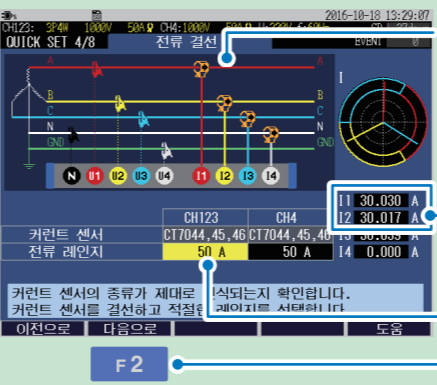 2016-10-18 13:29:07
CH123: 3P4W 1000V 50A CH4:1000V
QUICK SET 4/8 전류 결선 EVENT 0
A A
B B
C C
N N
GND GND
N U1 U2 U3 U4 I1 I2 I3 I4
I
I1 30.030 A
I2 30.017 A
I4 0.000 A
CH123 CH4
커런트 센서 CT7044,45,46 CT7044,45,46
전류 레인지 50 A 50 A
커런트 센서의 종류가 제대로 인식되는지 확인합니다.
커런트 센서를 결선하고 적절한 레인지를 선택합니다.
이전으로 다음으로 도움
F 2